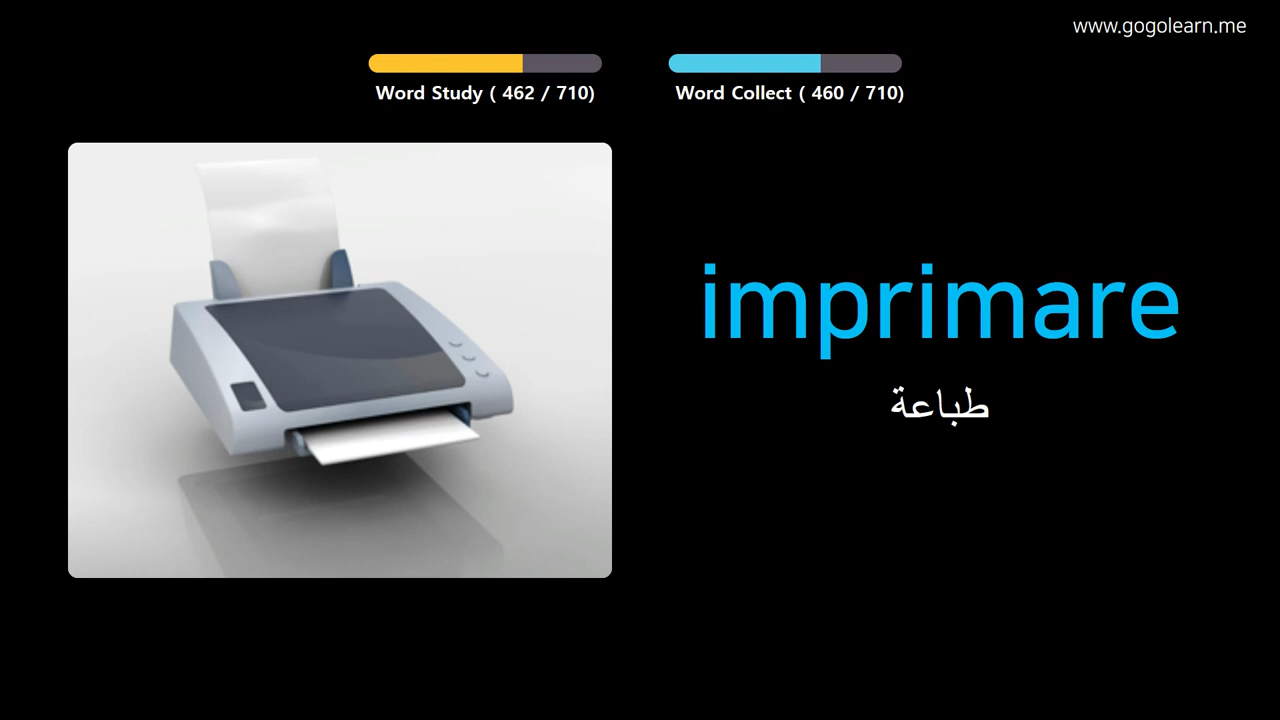 www.gogolearn.me
Word Study ( 462 / 710)
Word Collect ( 460 / 710)
imprimare
طباعة